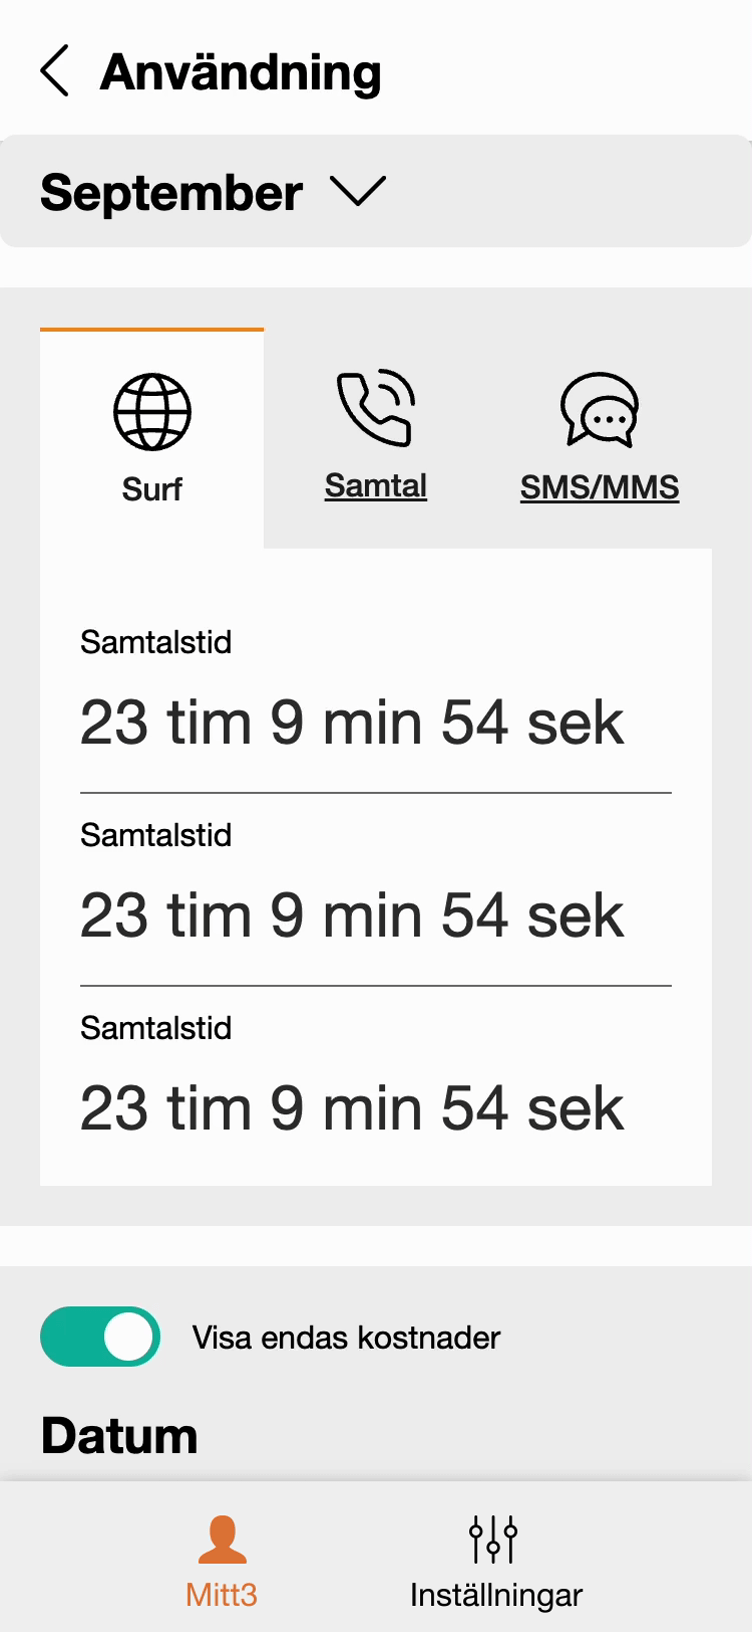 Användning
September
Surf
Samtal
SMS/MMS
Samtalstid
23 tim 9 min 54 sek
Samtalstid
23 tim 9 min 54 sek
Samtalstid
23 tim 9 min 54 sek
Visa endas kostnader
Datum
Mitt3
Inställningar